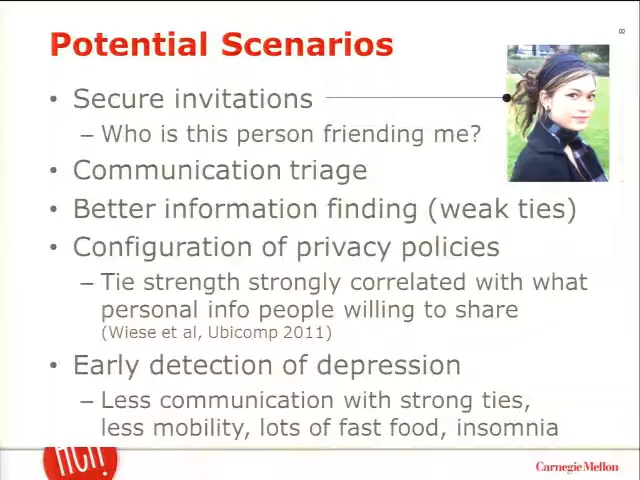 8
Potential Scenarios
• Secure invitations
– Who is this person friending me?
• Communication triage
• Better information finding (weak ties)
• Configuration of privacy policies
– Tie strength strongly correlated with what
personal info people willing to share
(Wiese et al, Ubicomp 2011)
• Early detection of depression
– Less communication with strong ties,
less mobility, lots of fast food, insomnia
Carnegie Mellon